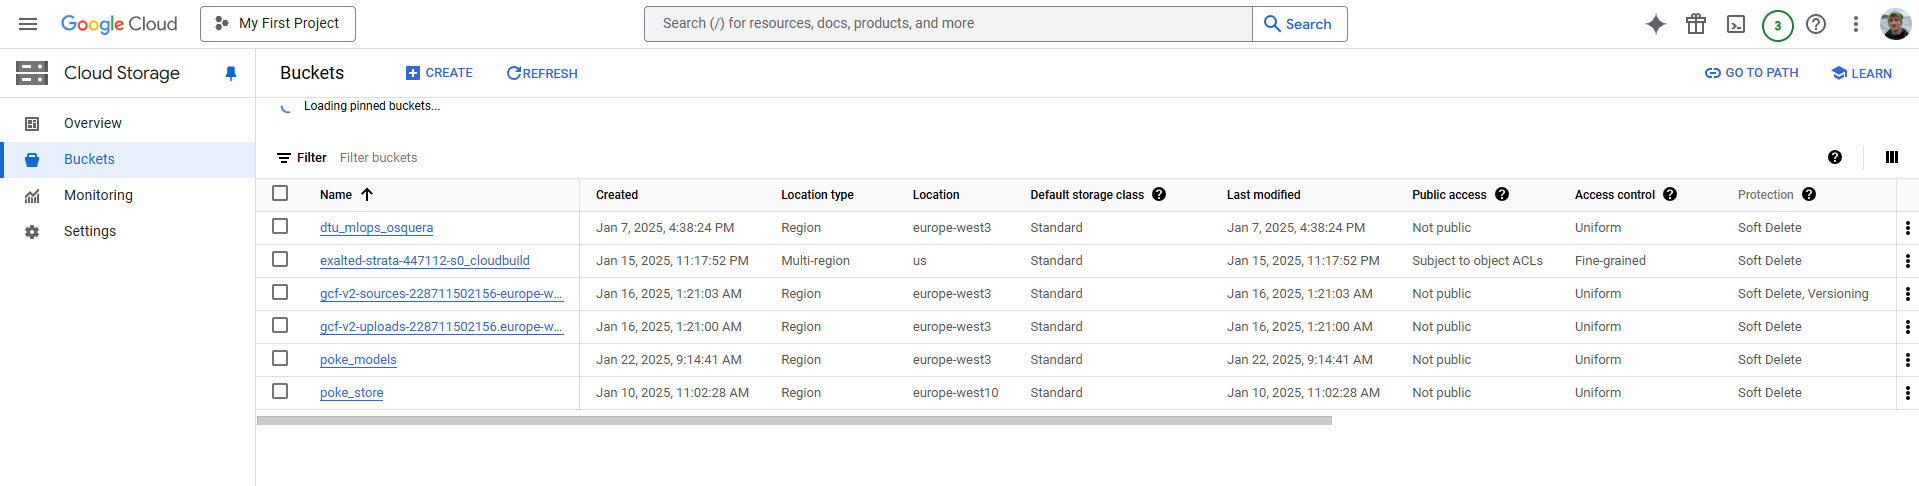 Google Cloud My First Project Search (/) for resources, docs, products, and more Search 3
Cloud Storage Buckets CREATE REFRESH GO TO PATH LEARN
Loading pinned buckets...
Overview
Buckets
Monitoring
Settings
Filter Filter buckets
Name Created Location type Location Default storage class Last modified Public access Access control Protection
dtu_mlops_osquera Jan 7, 2025, 4:38:24 PM Region europe-west3 Standard Jan 7, 2025, 4:38:24 PM Not public Uniform Soft Delete
exalted-strata-447112-s0_cloudbuild Jan 15, 2025, 11:17:52 PM Multi-region us Standard Jan 15, 2025, 11:17:52 PM Subject to object ACLs Fine-grained Soft Delete
gcf-v2-sources-228711502156-europe-w... Jan 16, 2025, 1:21:03 AM Region europe-west3 Standard Jan 16, 2025, 1:21:03 AM Not public Uniform Soft Delete, Versioning
gcf-v2-uploads-228711502156.europe-w... Jan 16, 2025, 1:21:00 AM Region europe-west3 Standard Jan 16, 2025, 1:21:00 AM Not public Uniform Soft Delete
poke_models Jan 22, 2025, 9:14:41 AM Region europe-west3 Standard Jan 22, 2025, 9:14:41 AM Not public Uniform Soft Delete
poke_store Jan 10, 2025, 11:02:28 AM Region europe-west10 Standard Jan 10, 2025, 11:02:28 AM Not public Uniform Soft Delete